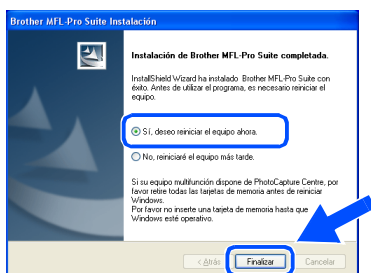 Brother MFL-Pro Suite Instalación
Instalación de Brother MFL-Pro Suite completada.
InstallShield Wizard ha instalado Brother MFL-Pro Suite con
éxito. Antes de utilizar el programa, es necesario reiniciar el
equipo.
Sí, deseo reiniciar el equipo ahora.
No, reiniciaré el equipo más tarde.
Si su equipo multifunción dispone de PhotoCapture Centre, por
favor retire todas las tarjetas de memoria antes de reiniciar
Windows.
Por favor no inserte una tarjeta de memoria hasta que
Windows esté operativo.
< Atrás Finalizar Cancelar